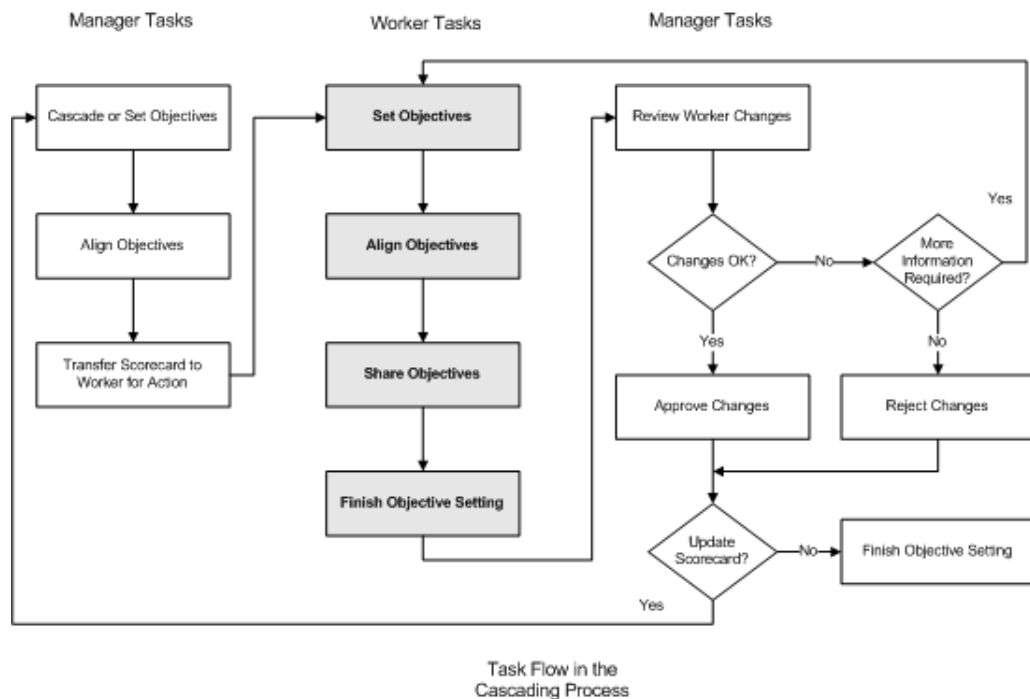 Manager Tasks
Worker Tasks
Manager Tasks
Cascade or Set Objectives
Set Objectives
Review Worker Changes
Yes
Align Objectives
Align Objectives
Changes OK?
No
More
Information
Required?
Yes
No
Transfer Scorecard to
Worker for Action
Share Objectives
Approve Changes
Reject Changes
Finish Objective Setting
Update
Scorecard?
No
Finish Objective Setting
Yes
Task Flow in the
Cascading Process